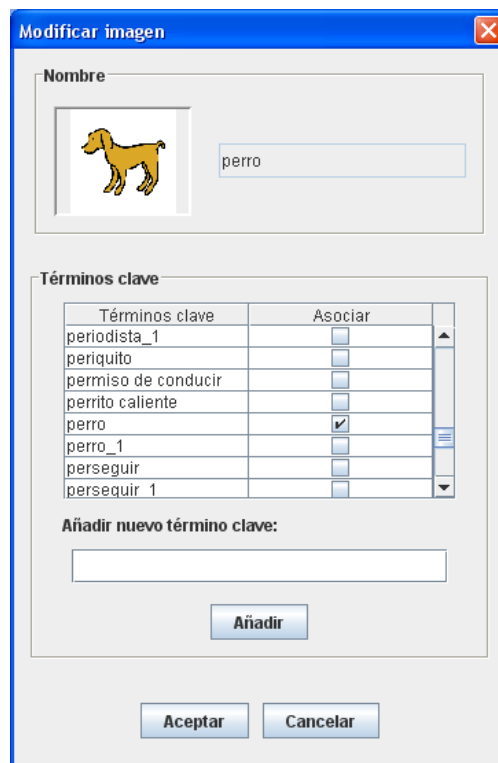 Modificar imagen
Nombre
perro
Términos clave
Términos clave Asociar
periodista_1
periquito
permiso de conducir
perrito caliente
perro
perro_1
perseguir
perseguir_1
Añadir nuevo término clave:
Añadir
Aceptar Cancelar